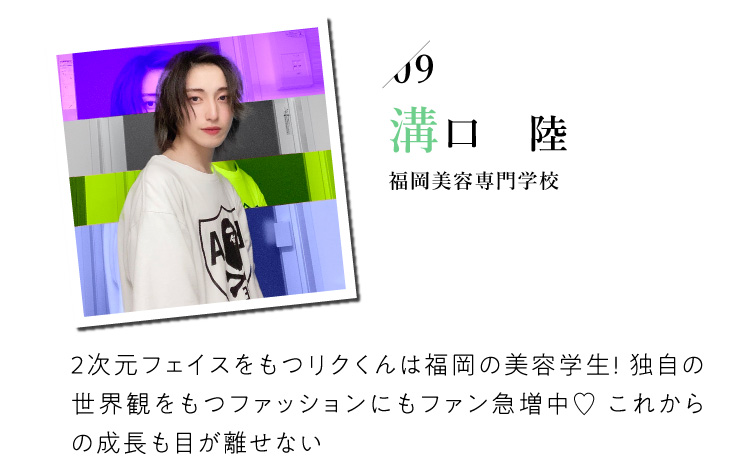 09
溝口 陸
福岡美容専門学校
2次元フェイスをもつリクくんは福岡の美容学生! 独自の
世界観をもつファッションにもファン急増中♡ これから
の成長も目が離せない